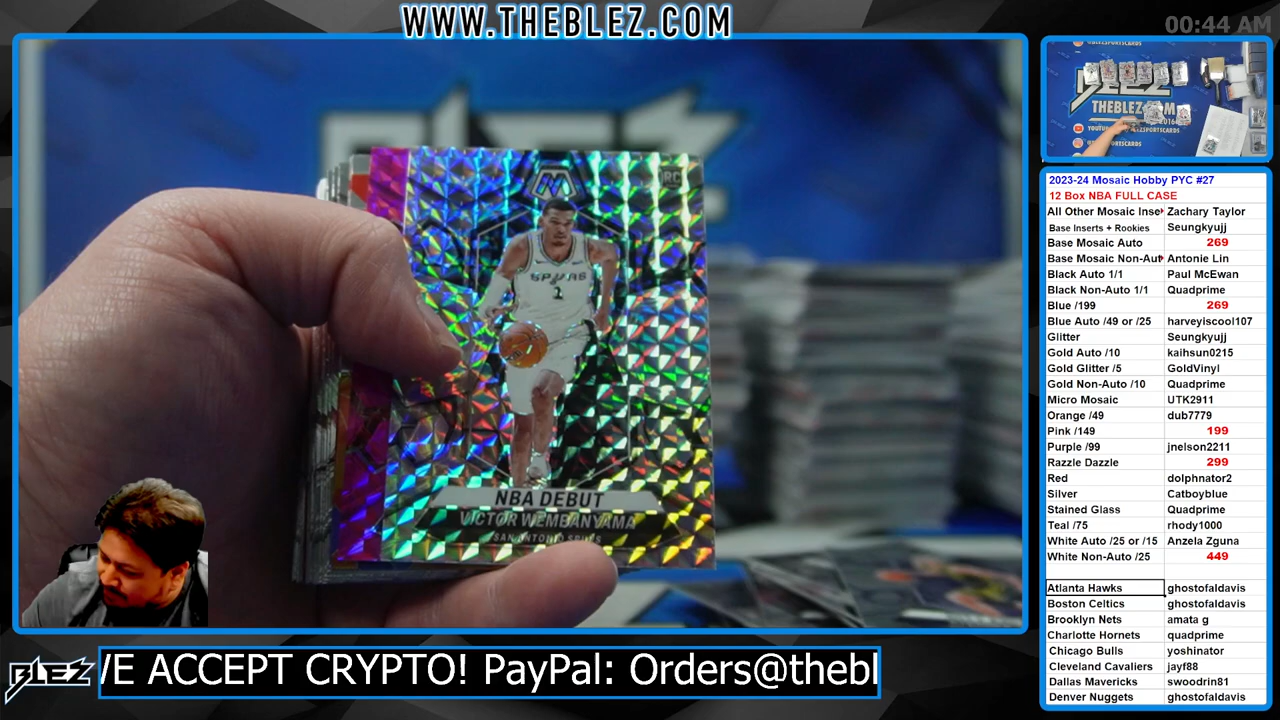 WWW.THEBLEZ.COM
00:44 AM
BLEZ
THEBLEZ.COM
RC
SPURS
1
NBA DEBUT
VICTOR WEMBANYAMA
SAN ANTONIO SPURS
2023-24 Mosaic Hobby PYC #27
12 Box NBA FULL CASE
All Other Mosaic Inse Zachary Taylor
Base Inserts + Rookies Seungkyujj
Base Mosaic Auto 269
Base Mosaic Non-Aut Antonie Lin
Black Auto 1/1 Paul McEwan
Black Non-Auto 1/1 Quadprime
Blue /199 269
Blue Auto /49 or /25 harveyiscool107
Glitter Seungkyujj
Gold Auto /10 kaihsun0215
Gold Glitter /5 GoldVinyl
Gold Non-Auto /10 Quadprime
Micro Mosaic UTK2911
Orange /49 dub7779
Pink /149 199
Purple /99 jnelson2211
Razzle Dazzle 299
Red dolphnator2
Silver Catboyblue
Stained Glass Quadprime
Teal /75 rhody1000
White Auto /25 or /15 Anzela Zguna
White Non-Auto /25 449
Atlanta Hawks ghostofaldavis
Boston Celtics ghostofaldavis
Brooklyn Nets amata g
Charlotte Hornets quadprime
Chicago Bulls yoshinator
Cleveland Cavaliers jayf88
Dallas Mavericks swoodrin81
Denver Nuggets ghostofaldavis
BLEZ
VE ACCEPT CRYPTO! PayPal: Orders@thebl